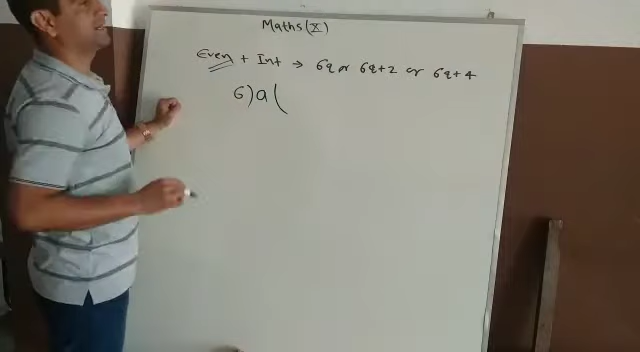 Maths (X)
Even + Int → 6q or 6q+2 or 6q+4
6)a(